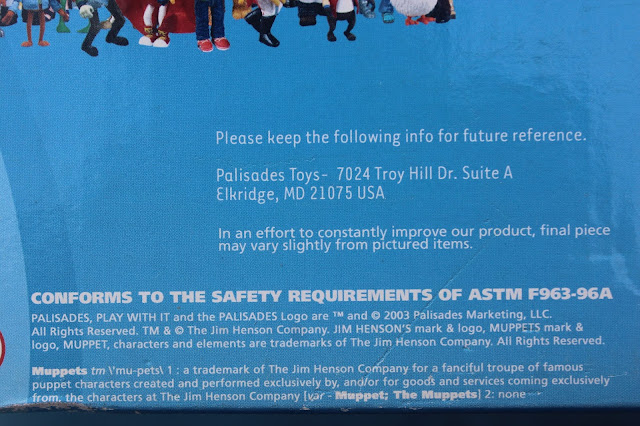 Please keep the following info for future reference.
Palisades Toys- 7024 Troy Hill Dr. Suite A
Elkridge, MD 21075 USA
In an effort to constantly improve our product, final piece
may vary slightly from pictured items.
CONFORMS TO THE SAFETY REQUIREMENTS OF ASTM F963-96A
PALISADES, PLAY WITH IT and the PALISADES Logo are ™ and © 2003 Palisades Marketing, LLC.
All Rights Reserved. TM & © The Jim Henson Company. JIM HENSON'S mark & logo, MUPPETS mark &
logo, MUPPET, characters and elements are trademarks of The Jim Henson Company. All Rights Reserved.
Muppets tm \'mu-pets\ 1 : a trademark of The Jim Henson Company for a fanciful troupe of famous
puppet characters created and performed exclusively by, and/or for goods and services coming exclusively
from, the characters at The Jim Henson Company [var - Muppet; The Muppets] 2: none